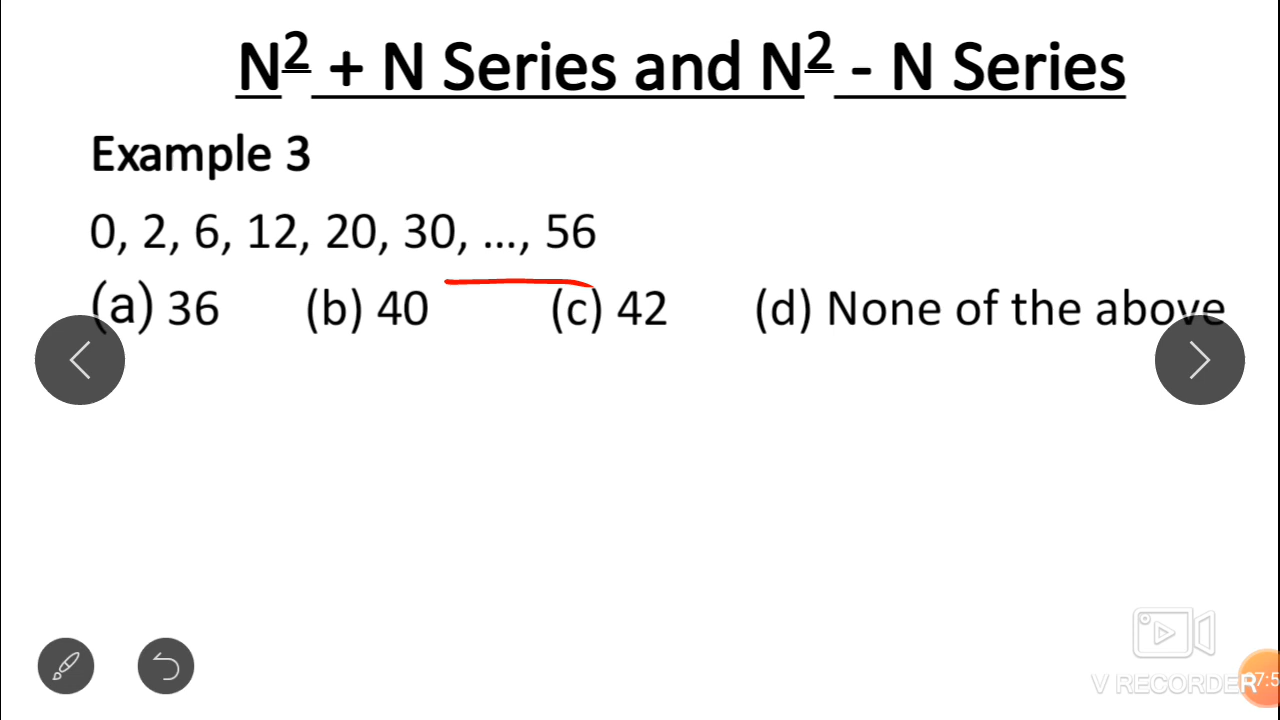 N² + N Series and N² - N Series
Example 3
0, 2, 6, 12, 20, 30, ..., 56
(a) 36 (b) 40 (c) 42 (d) None of the above
V RECORDER